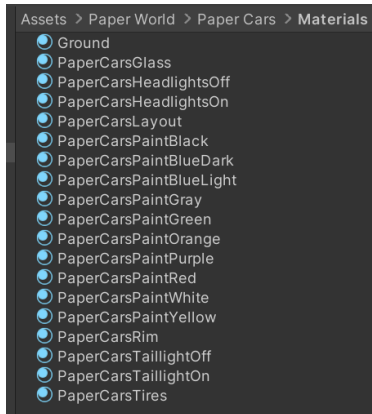 Assets > Paper World > Paper Cars > Materials
Ground
PaperCarsGlass
PaperCarsHeadlightsOff
PaperCarsHeadlightsOn
PaperCarsLayout
PaperCarsPaintBlack
PaperCarsPaintBlueDark
PaperCarsPaintBlueLight
PaperCarsPaintGray
PaperCarsPaintGreen
PaperCarsPaintOrange
PaperCarsPaintPurple
PaperCarsPaintRed
PaperCarsPaintWhite
PaperCarsPaintYellow
PaperCarsRim
PaperCarsTaillightOff
PaperCarsTaillightOn
PaperCarsTires